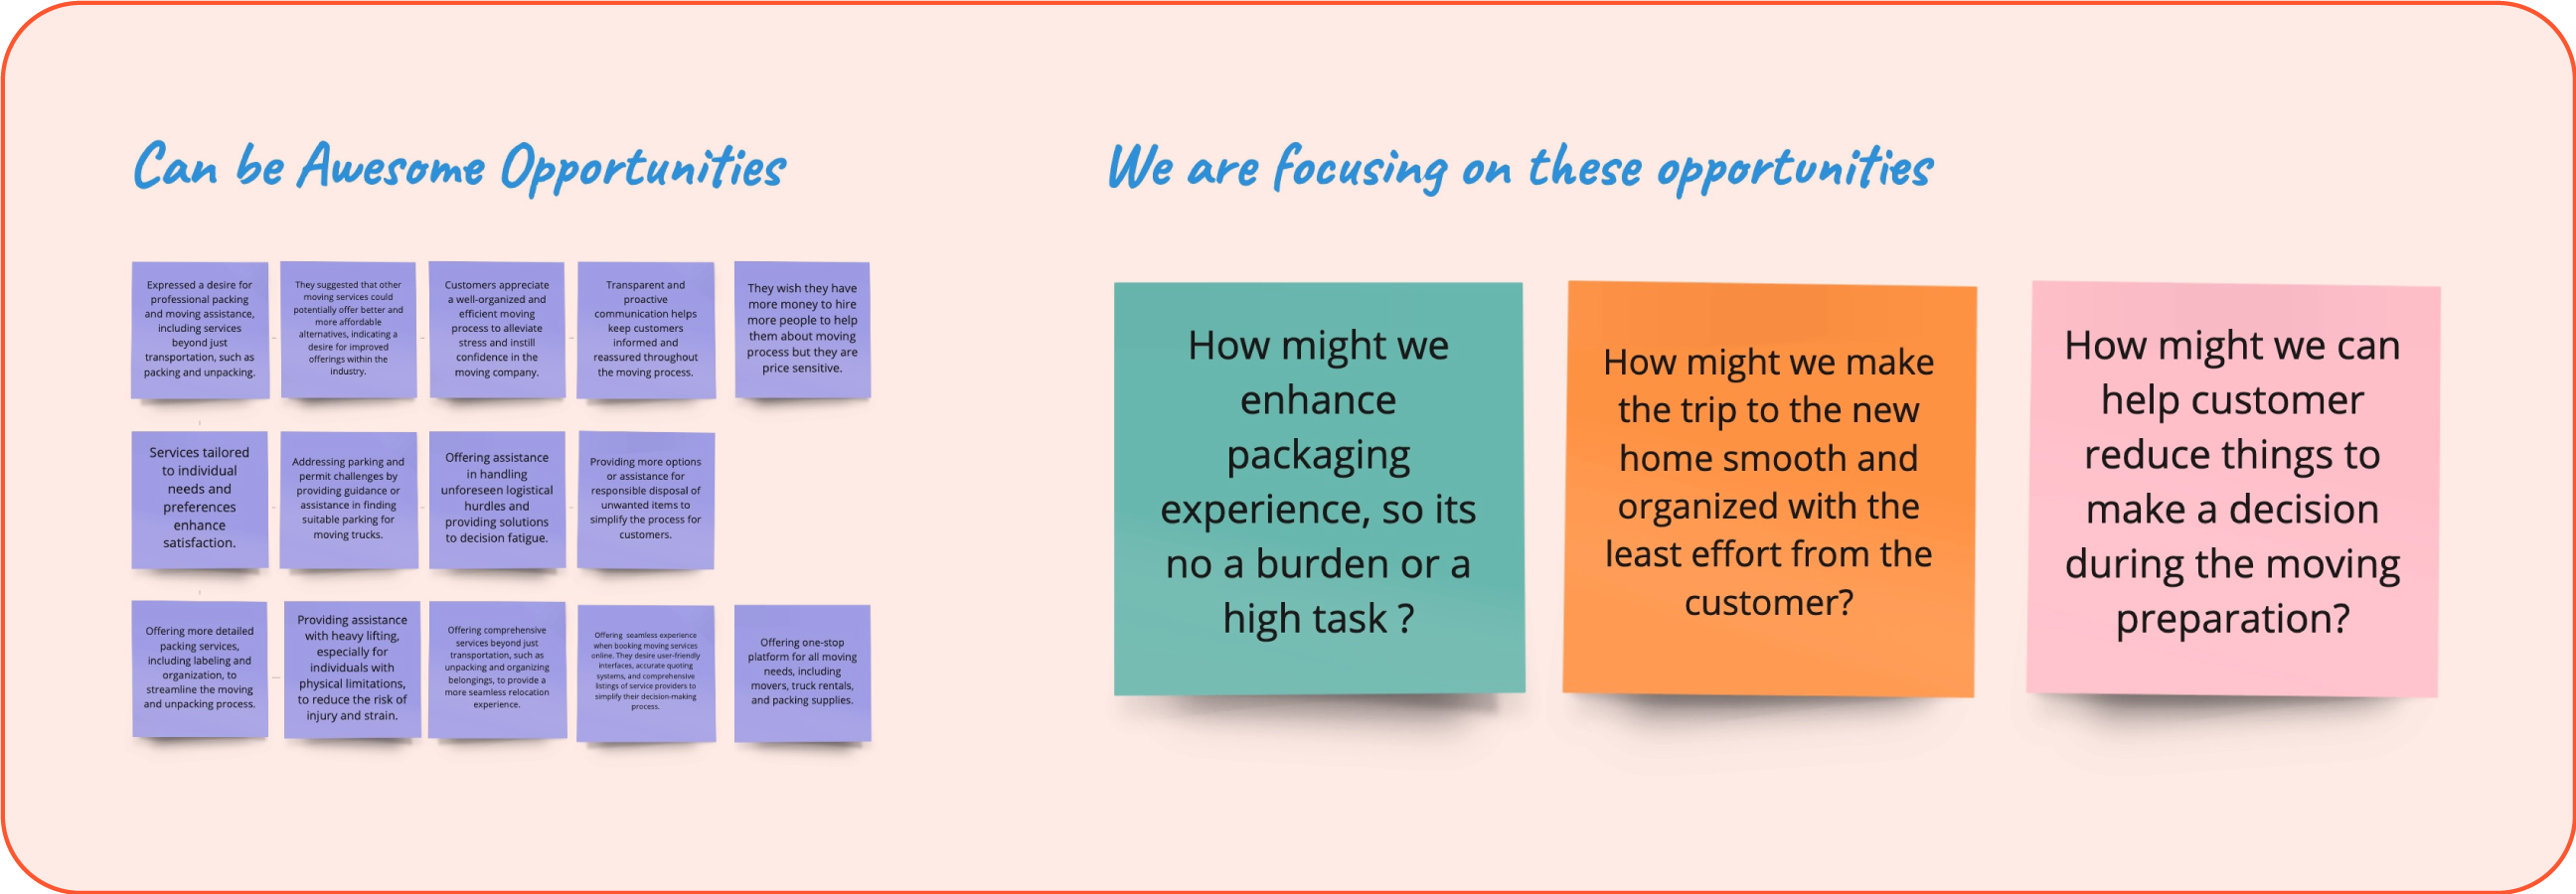 Can be Awesome Opportunities
Expressed a desire for
professional packing
and moving assistance,
including services
beyond just
transportation, such as
packing and unpacking.
They suggested that other
moving services could
potentially offer better and
more affordable
alternatives, indicating a
desire for improved
offerings within the
industry.
Customers appreciate
a well-organized and
efficient moving
process to alleviate
stress and instill
confidence in the
moving company.
Transparent and
proactive
communication helps
keep customers
informed and
reassured throughout
the moving process.
They wish they have
more money to hire
more people to help
them about moving
process but they are
price sensitive.
Services tailored
to individual
needs and
preferences
enhance
satisfaction.
Addressing parking and
permit challenges by
providing guidance or
assistance in finding
suitable parking for
moving trucks.
Offering assistance
in handling
unforeseen logistical
hurdles and
providing solutions
to decision fatigue.
Providing more options
or assistance for
responsible disposal of
unwanted items to
simplify the process for
customers.
Offering more detailed
packing services,
including labeling and
organization, to
streamline the moving
and unpacking process.
Providing assistance
with heavy lifting,
especially for
individuals with
physical limitations,
to reduce the risk of
injury and strain.
Offering comprehensive
services beyond just
transportation, such as
unpacking and organizing
belongings, to provide a
more seamless relocation
experience.
Offering seamless experience
when booking moving services
online. They desire user-friendly
interfaces, accurate quoting
systems, and comprehensive
listings of service providers to
simplify their decision-making
process.
Offering one-stop
platform for all moving
needs, including
movers, truck rentals,
and packing supplies.
We are focusing on these opportunities
How might we
enhance
packaging
experience, so its
no a burden or a
high task ?
How might we make
the trip to the new
home smooth and
organized with the
least effort from the
customer?
How might we can
help customer
reduce things to
make a decision
during the moving
preparation?